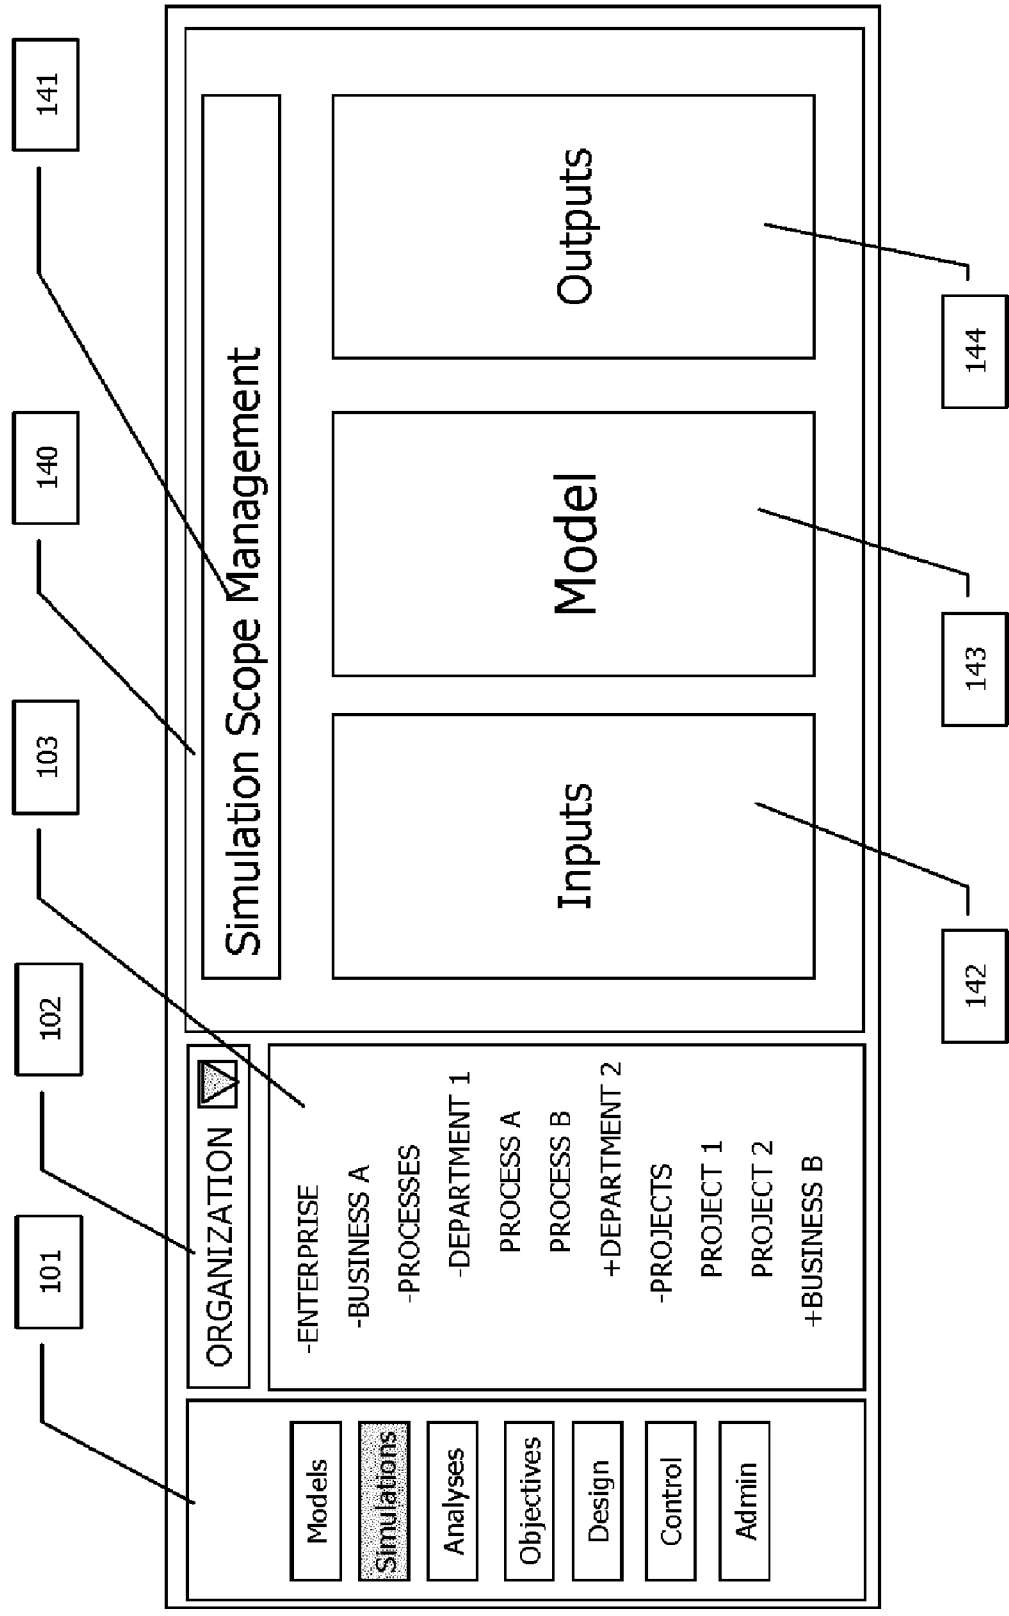 101
102
103
140
141
Models
Simulations
Analyses
Objectives
Design
Control
Admin
ORGANIZATION
-ENTERPRISE
-BUSINESS A
-PROCESSES
-DEPARTMENT 1
PROCESS A
PROCESS B
+DEPARTMENT 2
-PROJECTS
PROJECT 1
PROJECT 2
+BUSINESS B
Simulation Scope Management
Inputs
Model
Outputs
142
143
144